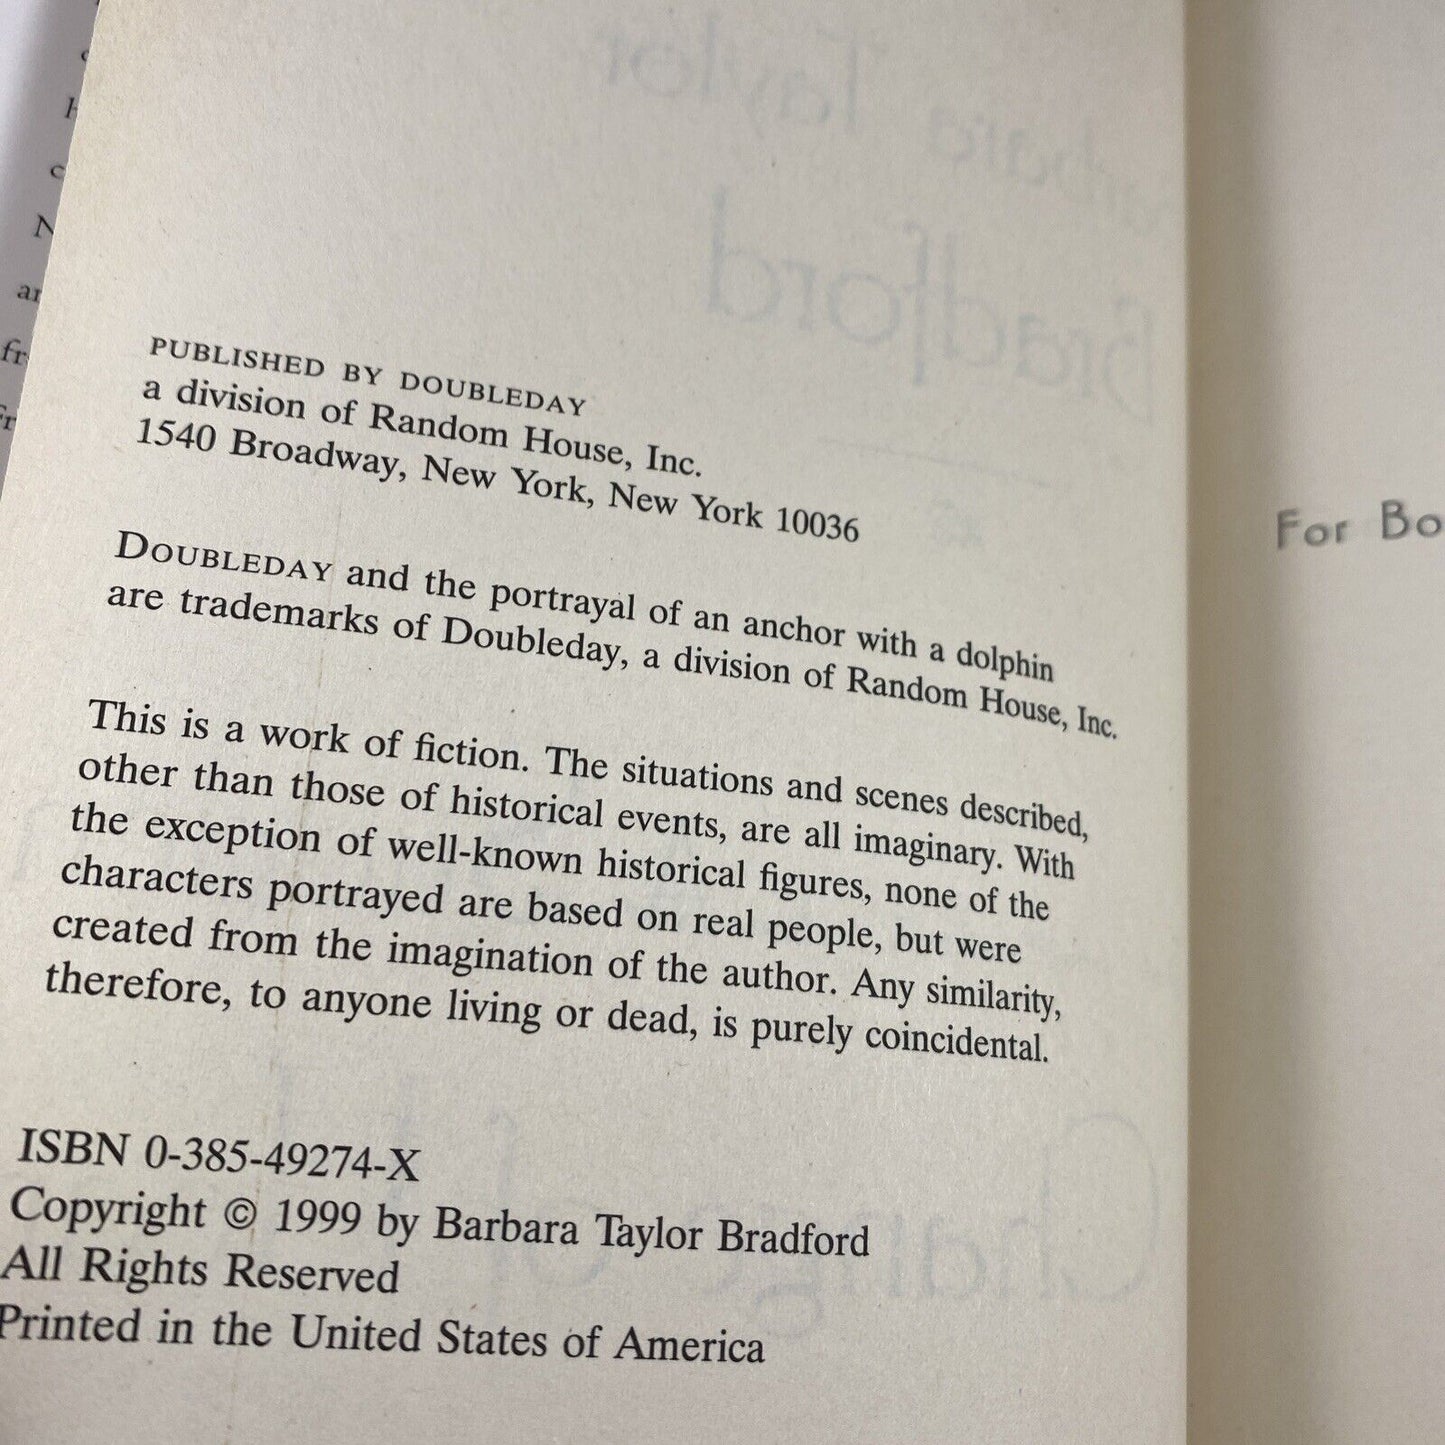 PUBLISHED BY DOUBLEDAY
a division of Random House, Inc.
1540 Broadway, New York, New York 10036
DOUBLEDAY and the portrayal of an anchor with a dolphin
are trademarks of Doubleday, a division of Random House, Inc.
This is a work of fiction. The situations and scenes described,
other than those of historical events, are all imaginary. With
the exception of well-known historical figures, none of the
characters portrayed are based on real people, but were
created from the imagination of the author. Any similarity,
therefore, to anyone living or dead, is purely coincidental.
ISBN 0-385-49274-X
Copyright © 1999 by Barbara Taylor Bradford
All Rights Reserved
Printed in the United States of America
For Bo